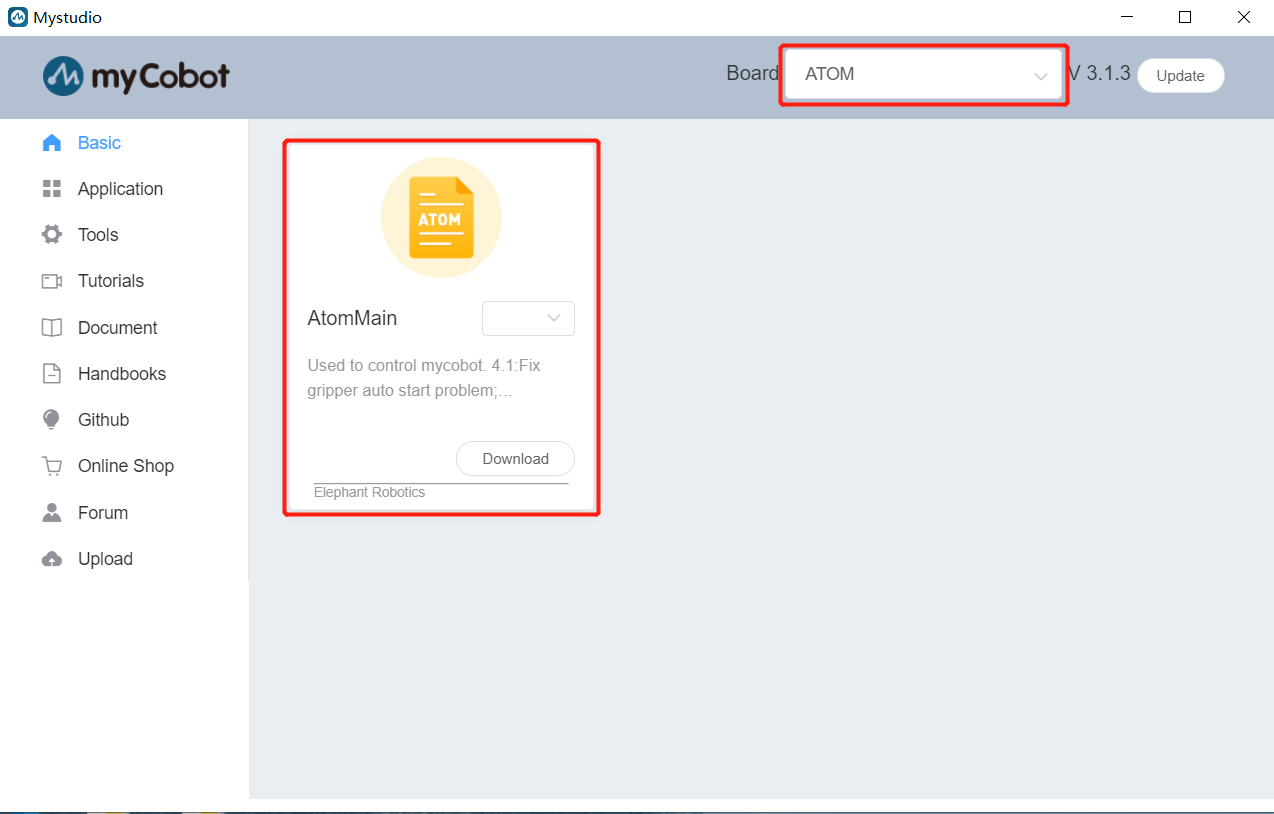 Mystudio
myCobot
Board ATOM V 3.1.3 Update
Basic
Application
Tools
Tutorials
Document
Handbooks
Github
Online Shop
Forum
Upload
ATOM
AtomMain
Used to control mycobot. 4.1:Fix
gripper auto start problem;...
Download
Elephant Robotics